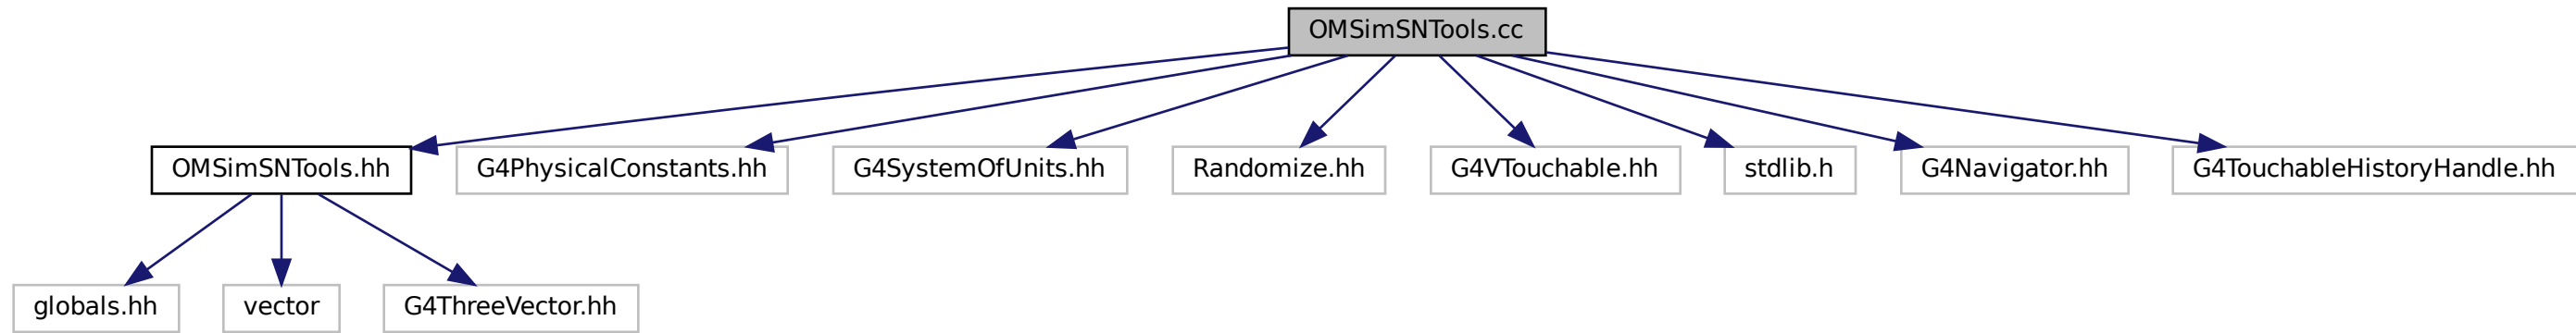 OMSimSNTools.cc
OMSimSNTools.hh
G4PhysicalConstants.hh
G4SystemOfUnits.hh
Randomize.hh
G4VTouchable.hh
stdlib.h
G4Navigator.hh
G4TouchableHistoryHandle.hh
globals.hh
vector
G4ThreeVector.hh